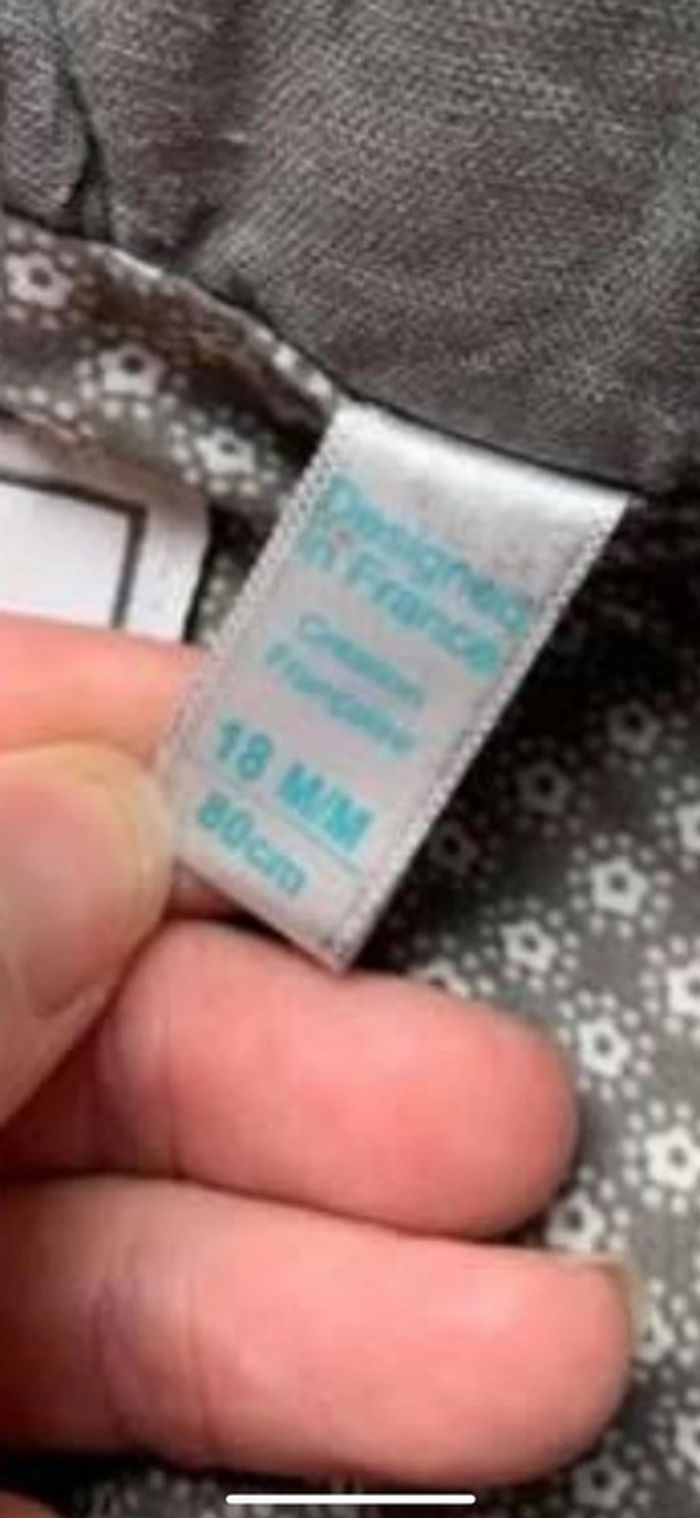 Designed
in France
Création
Française
18 M/M
80cm